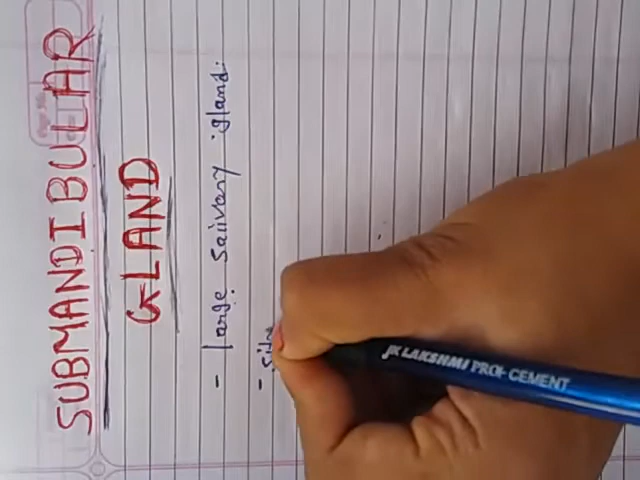 SUBMANDIBULAR
GLAND
- Large salivary gland.
-
JK LAKSHMI PRO+ CEMENT